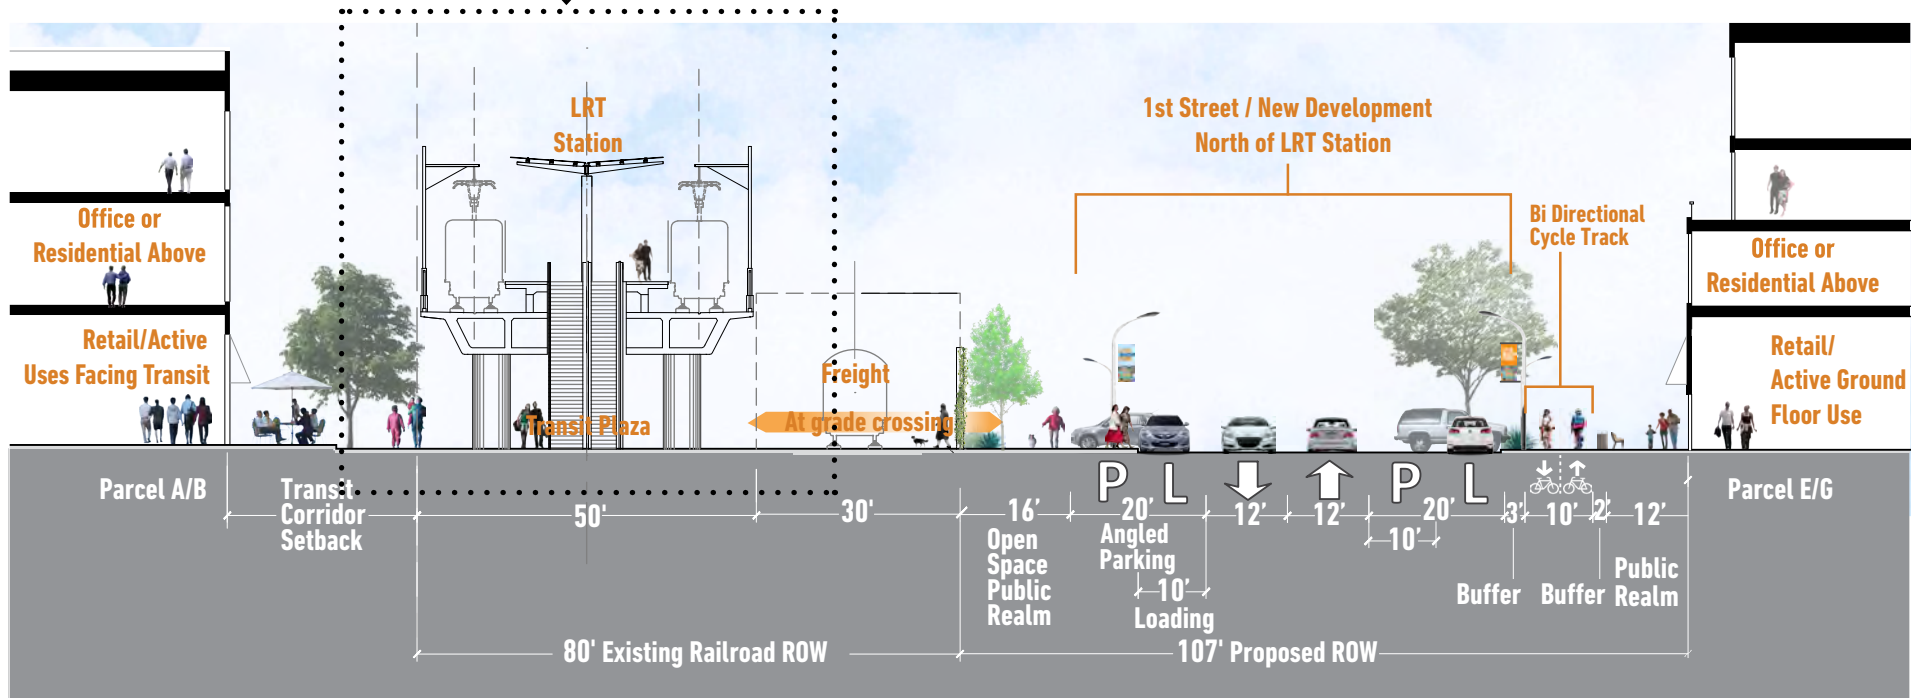 LRT
Station
1st Street / New Development
North of LRT Station
Bi Directional
Cycle Track
Office or
Residential Above
Office or
Residential Above
Retail/Active
Uses Facing Transit
Retail/
Active Ground
Floor Use
Freight
Transit Plaza
At grade crossing
P L
P L
Parcel A/B
Parcel E/G
Transit
Corridor
Setback
50'
30'
16'
20'
12'
12'
20'
3'
10'
2'
12'
Open
Space
Public
Realm
Angled
Parking
10'
Loading
10'
Buffer
Buffer
Public
Realm
80' Existing Railroad ROW
107' Proposed ROW